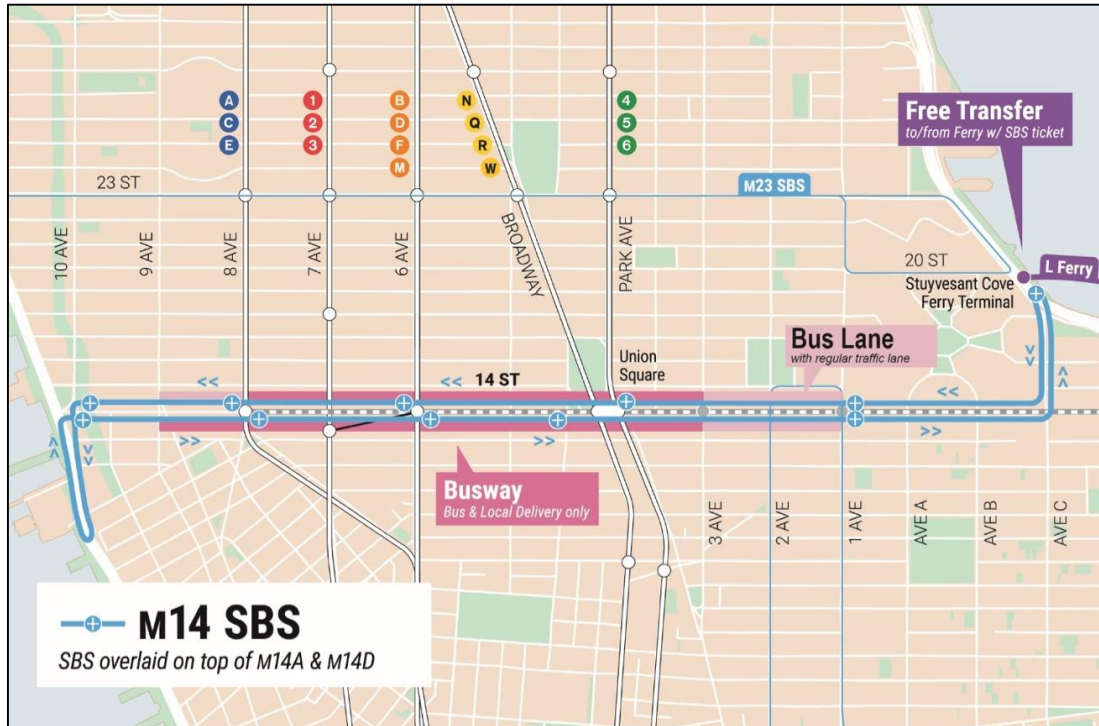 A
C
E
1
2
3
B
D
F
M
N
Q
R
W
4
5
6
Free Transfer
to/from Ferry w/ SBS ticket
23 ST
M23 SBS
10 AVE
9 AVE
8 AVE
7 AVE
6 AVE
BROADWAY
PARK AVE
20 ST
L Ferry
Stuyvesant Cove
Ferry Terminal
Bus Lane
with regular traffic lane
Union
Square
<<
<<
14 ST
<<
>>
>>
>>
Busway
Bus & Local Delivery only
3 AVE
2 AVE
1 AVE
AVE A
AVE B
AVE C
M14 SBS
SBS overlaid on top of M14A & M14D